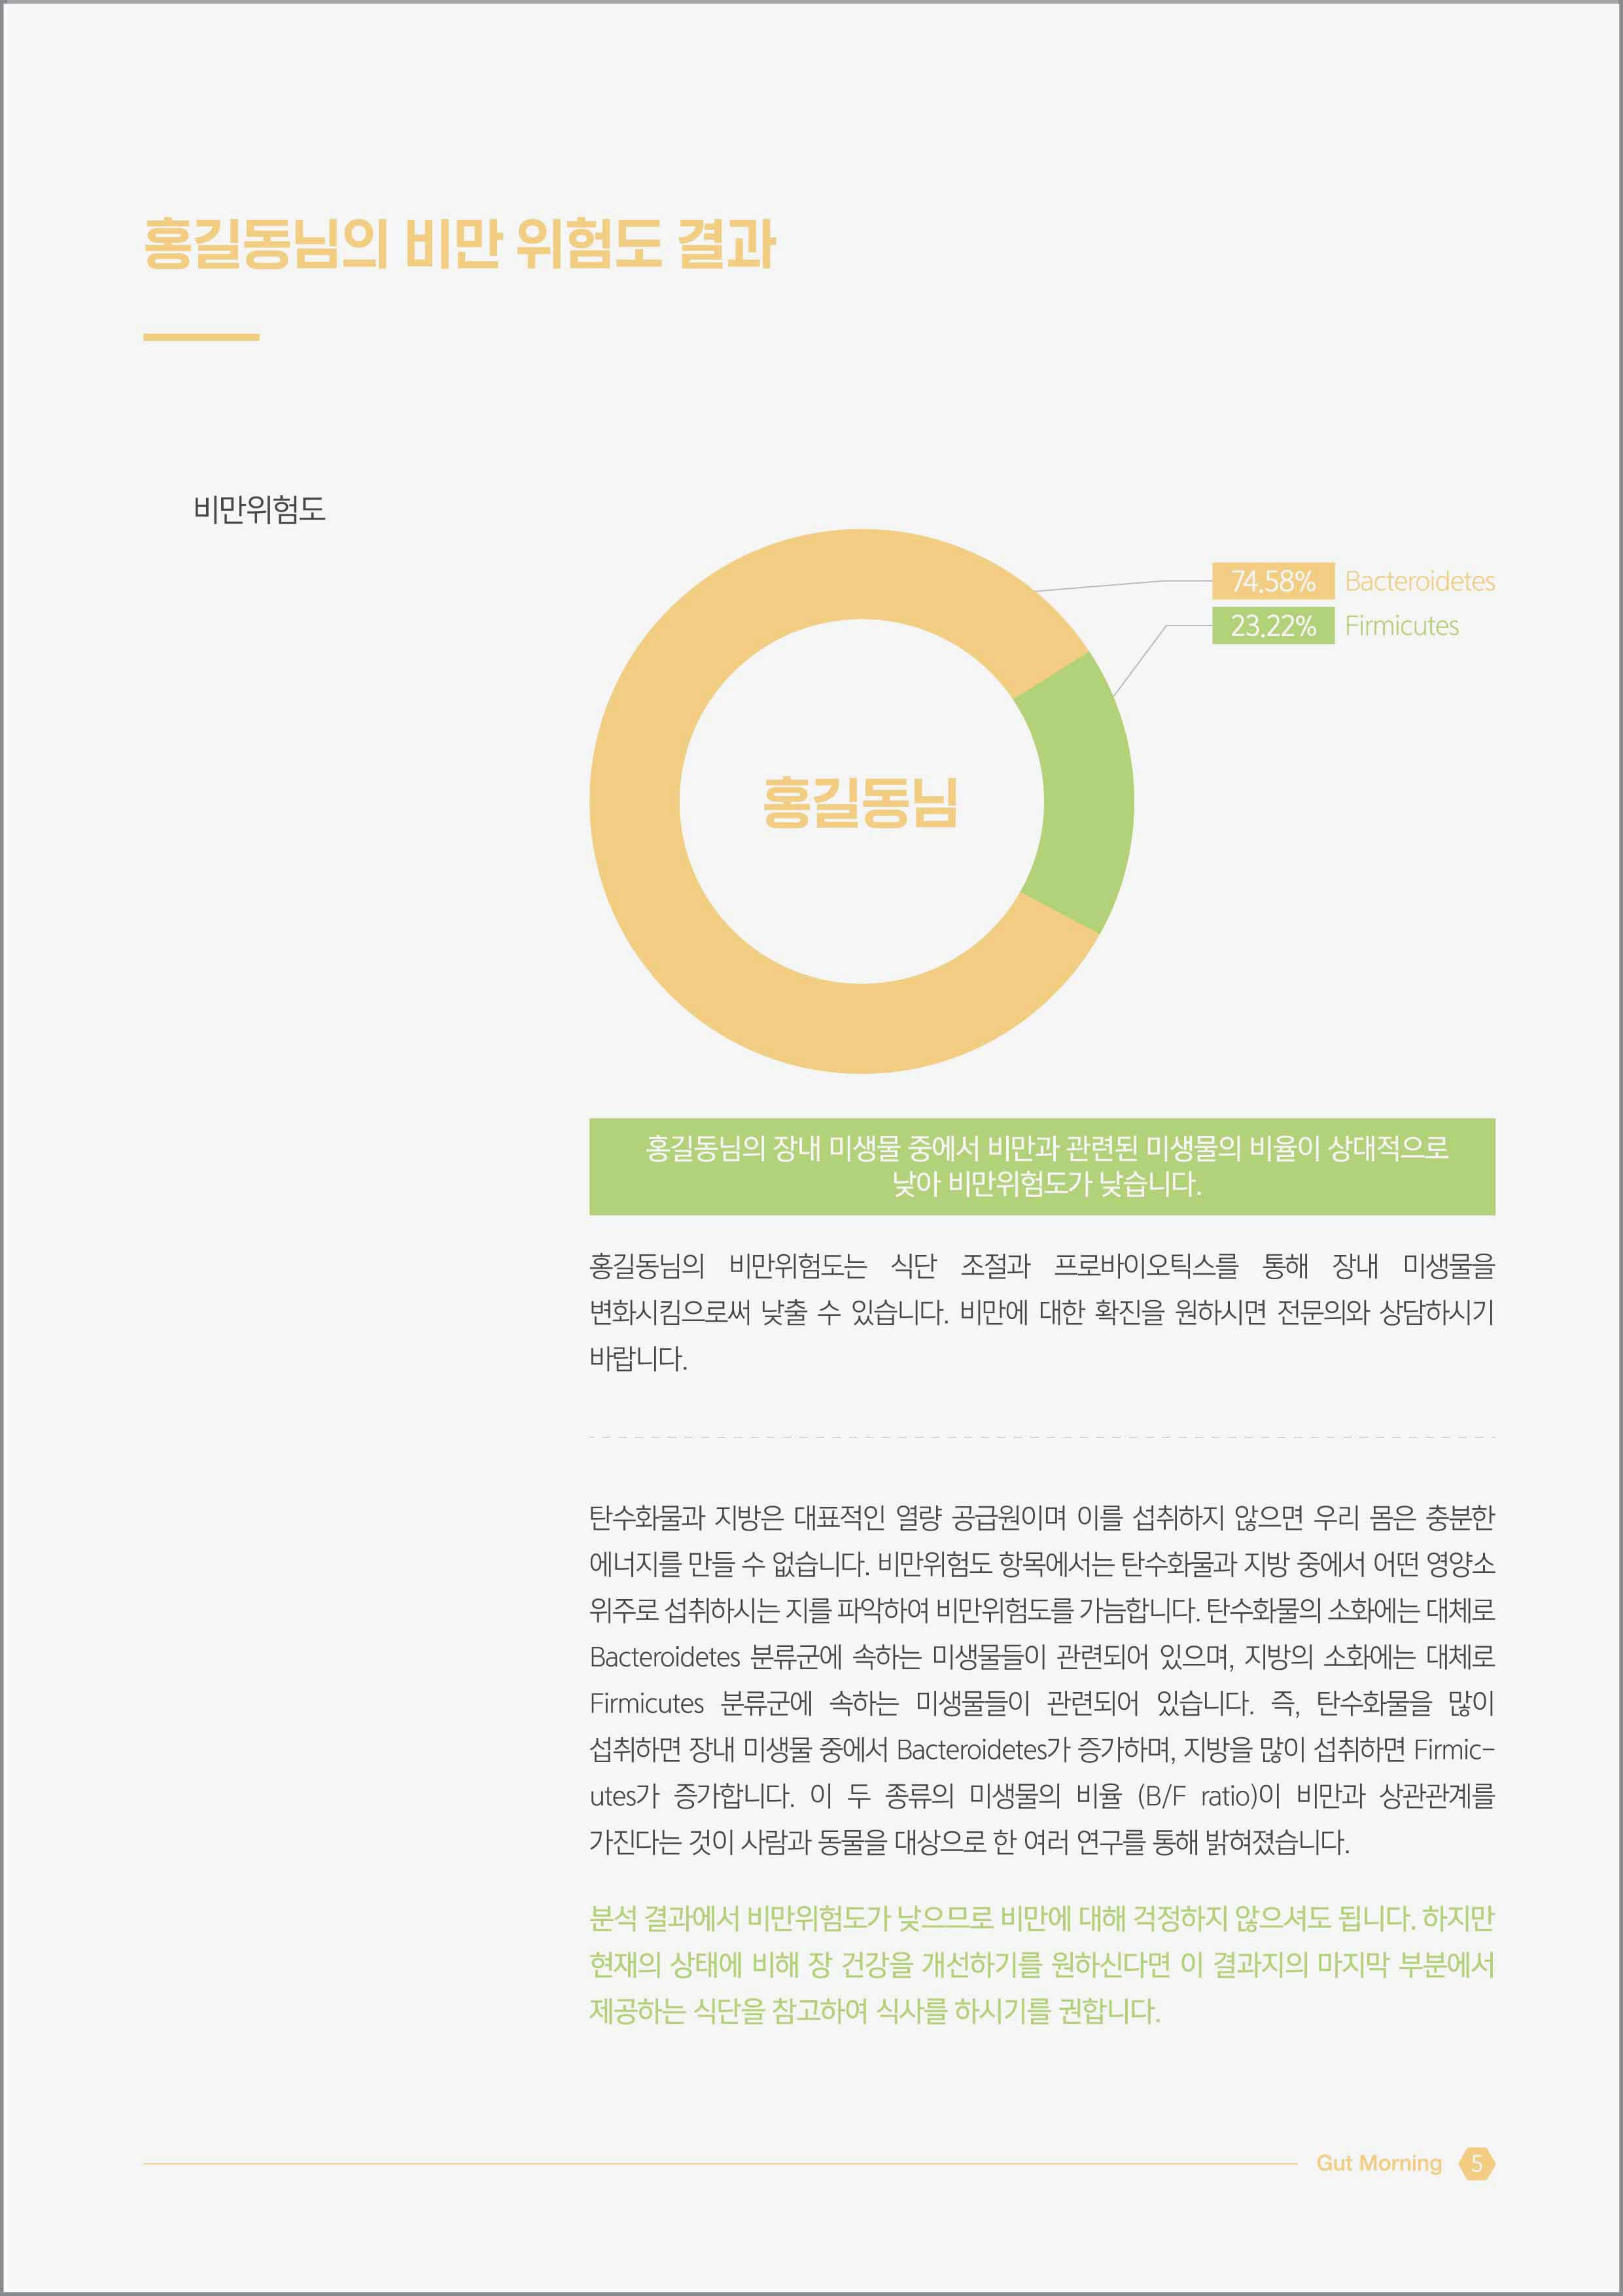 홍길동님의 비만 위험도 결과
비만위험도
74.58% Bacteroidetes
23.22% Firmicutes
홍길동님
홍길동님의 장내 미생물 중에서 비만과 관련된 미생물의 비율이 상대적으로
낮아 비만위험도가 낮습니다.
홍길동님의 비만위험도는 식단 조절과 프로바이오틱스를 통해 장내 미생물을
변화시킴으로써 낮출 수 있습니다. 비만에 대한 확진을 원하시면 전문의와 상담하시기
바랍니다.
탄수화물과 지방은 대표적인 열량 공급원이며 이를 섭취하지 않으면 우리 몸은 충분한
에너지를 만들 수 없습니다. 비만위험도 항목에서는 탄수화물과 지방 중에서 어떤 영양소
위주로 섭취하시는 지를 파악하여 비만위험도를 가늠합니다. 탄수화물의 소화에는 대체로
Bacteroidetes 분류군에 속하는 미생물들이 관련되어 있으며, 지방의 소화에는 대체로
Firmicutes 분류군에 속하는 미생물들이 관련되어 있습니다. 즉, 탄수화물을 많이
섭취하면 장내 미생물 중에서 Bacteroidetes가 증가하며, 지방을 많이 섭취하면 Firmic-
utes가 증가합니다. 이 두 종류의 미생물의 비율 (B/F ratio)이 비만과 상관관계를
가진다는 것이 사람과 동물을 대상으로 한 여러 연구를 통해 밝혀졌습니다.
분석 결과에서 비만위험도가 낮으므로 비만에 대해 걱정하지 않으셔도 됩니다. 하지만
현재의 상태에 비해 장 건강을 개선하기를 원하신다면 이 결과지의 마지막 부분에서
제공하는 식단을 참고하여 식사를 하시기를 권합니다.
Gut Morning 5